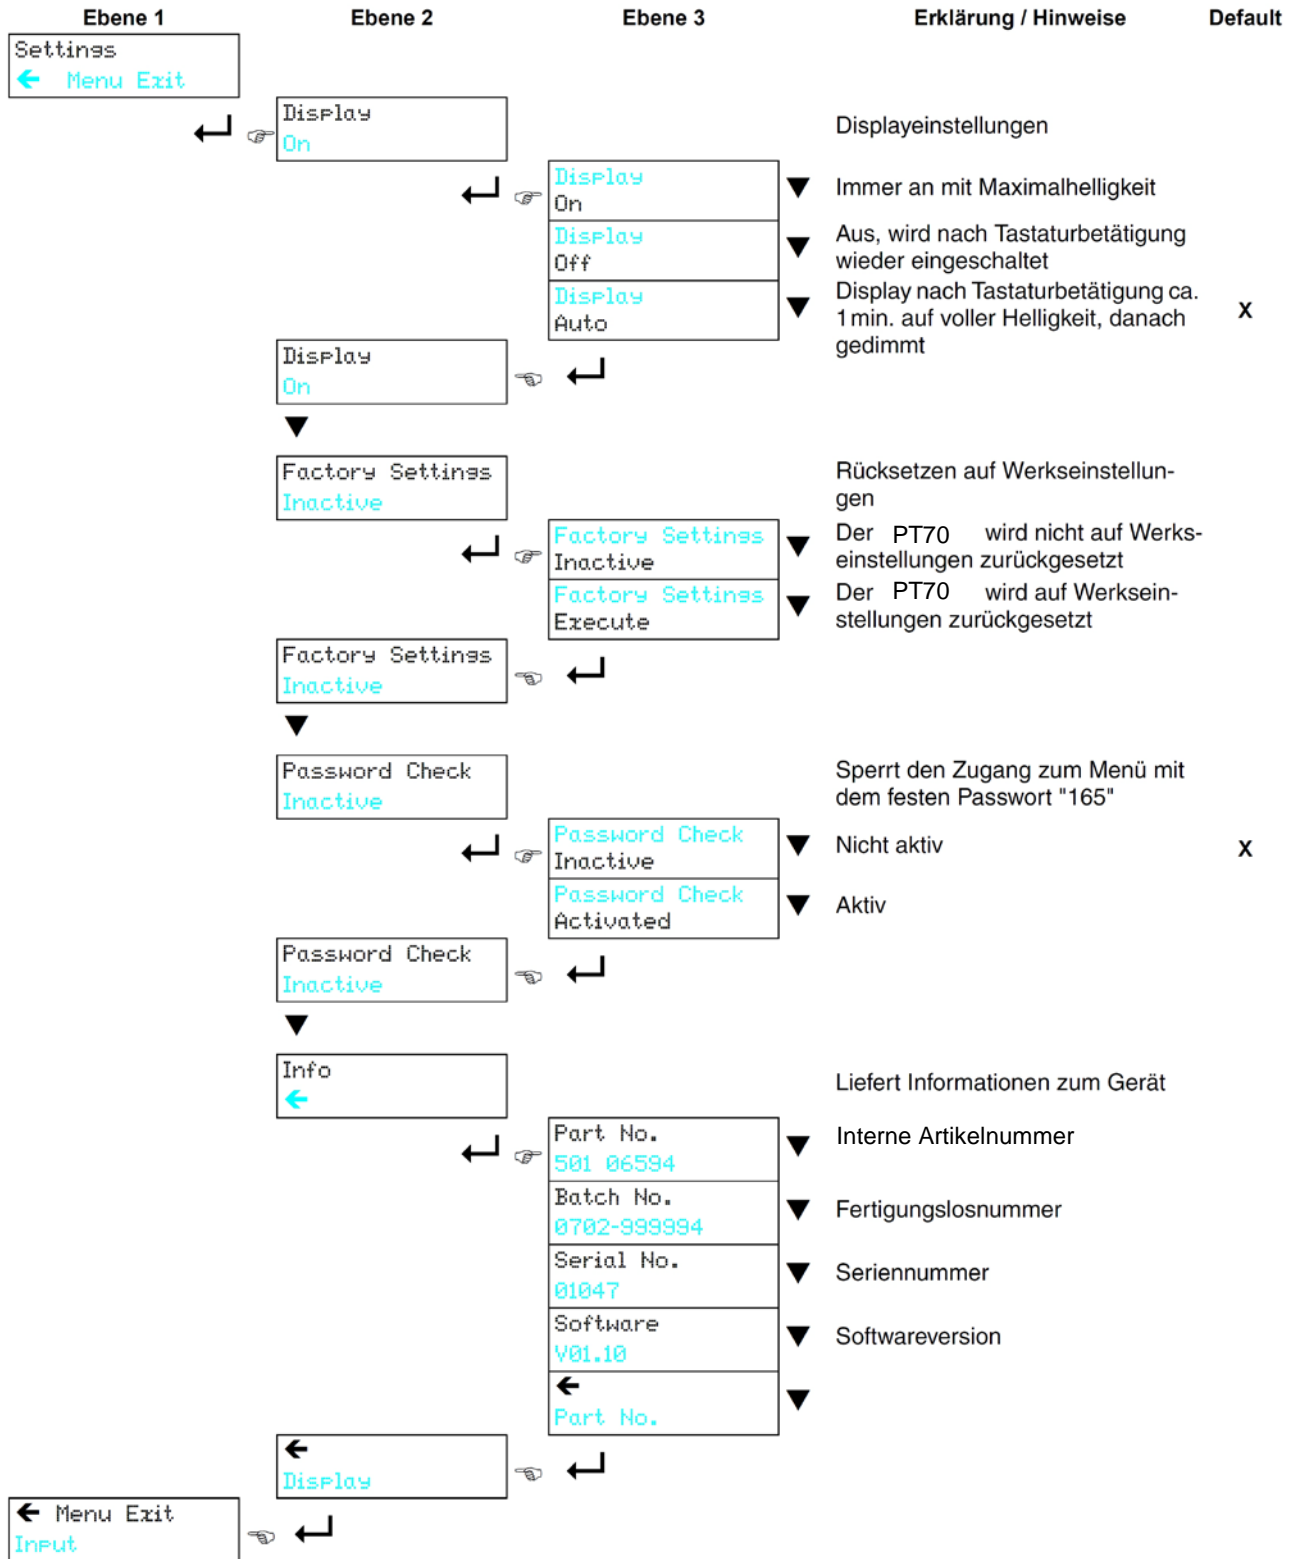 Ebene 1 Ebene 2 Ebene 3 Erklärung / Hinweise Default
Settings
← Menu Exit
Display
On
Displayeinstellungen
Display
On
Immer an mit Maximalhelligkeit
Display
Off
Aus, wird nach Tastaturbetätigung
wieder eingeschaltet
Display
Auto
Display nach Tastaturbetätigung ca.
1min. auf voller Helligkeit, danach
gedimmt
X
Display
On
Factory Settings
Inactive
Rücksetzen auf Werkseinstellun-
gen
Factory Settings
Inactive
Der PT70 wird nicht auf Werks-
einstellungen zurückgesetzt
Factory Settings
Execute
Der PT70 wird auf Werksein-
stellungen zurückgesetzt
Factory Settings
Inactive
Password Check
Inactive
Sperrt den Zugang zum Menü mit
dem festen Passwort "165"
Password Check
Inactive
Nicht aktiv
X
Password Check
Activated
Aktiv
Password Check
Inactive
Info
←
Liefert Informationen zum Gerät
Part No.
501 06594
Interne Artikelnummer
Batch No.
0702-999994
Fertigungslosnummer
Serial No.
01047
Seriennummer
Software
V01.10
Softwareversion
←
Part No.
←
Display
← Menu Exit
Input